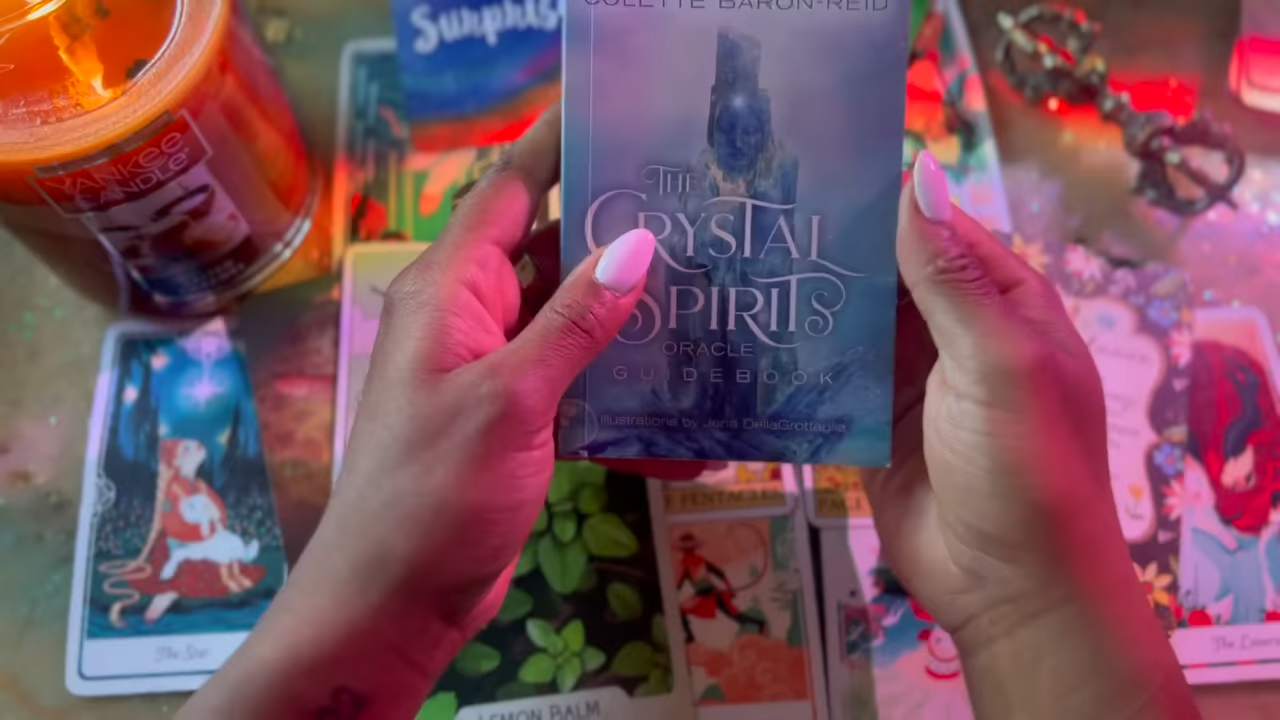 COLETTE BARON-REID
Surprise
YANKEE
CANDLE
THE
CRYSTAL
SPIRITS
ORACLE
GUIDEBOOK
Illustrations by Jena DellaGrottaglia
The Star
PENTACLES
LEMON BALM
The Lovers